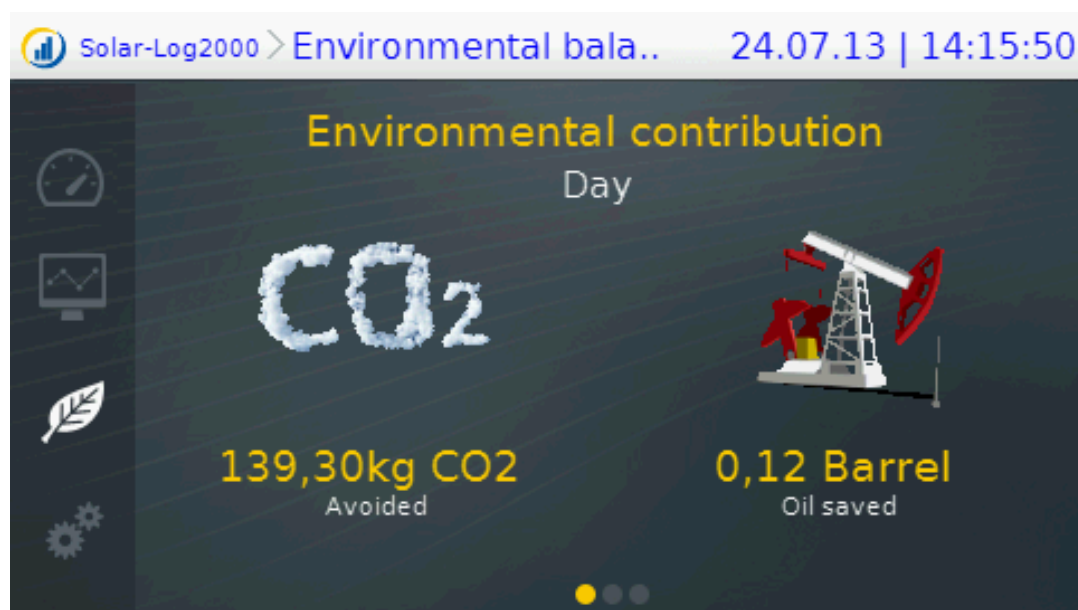 Solar-Log2000 > Environmental bala.. 24.07.13 | 14:15:50
Environmental contribution
Day
CO2
139,30kg CO2
0,12 Barrel
Avoided
Oil saved